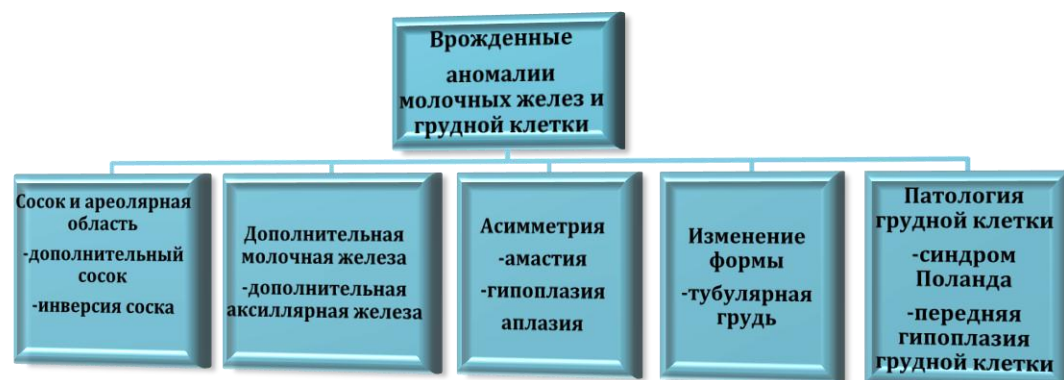 Врожденные
аномалии
молочных желез и
грудной клетки
Сосок и ареолярная
область
-дополнительный
сосок
-инверсия соска
Дополнительная
молочная железа
-дополнительная
аксиллярная железа
Асимметрия
-амастия
-гипоплазия
аплазия
Изменение
формы
-тубулярная
грудь
Патология
грудной клетки
-синдром
Поланда
-передняя
гипоплазия
грудной клетки